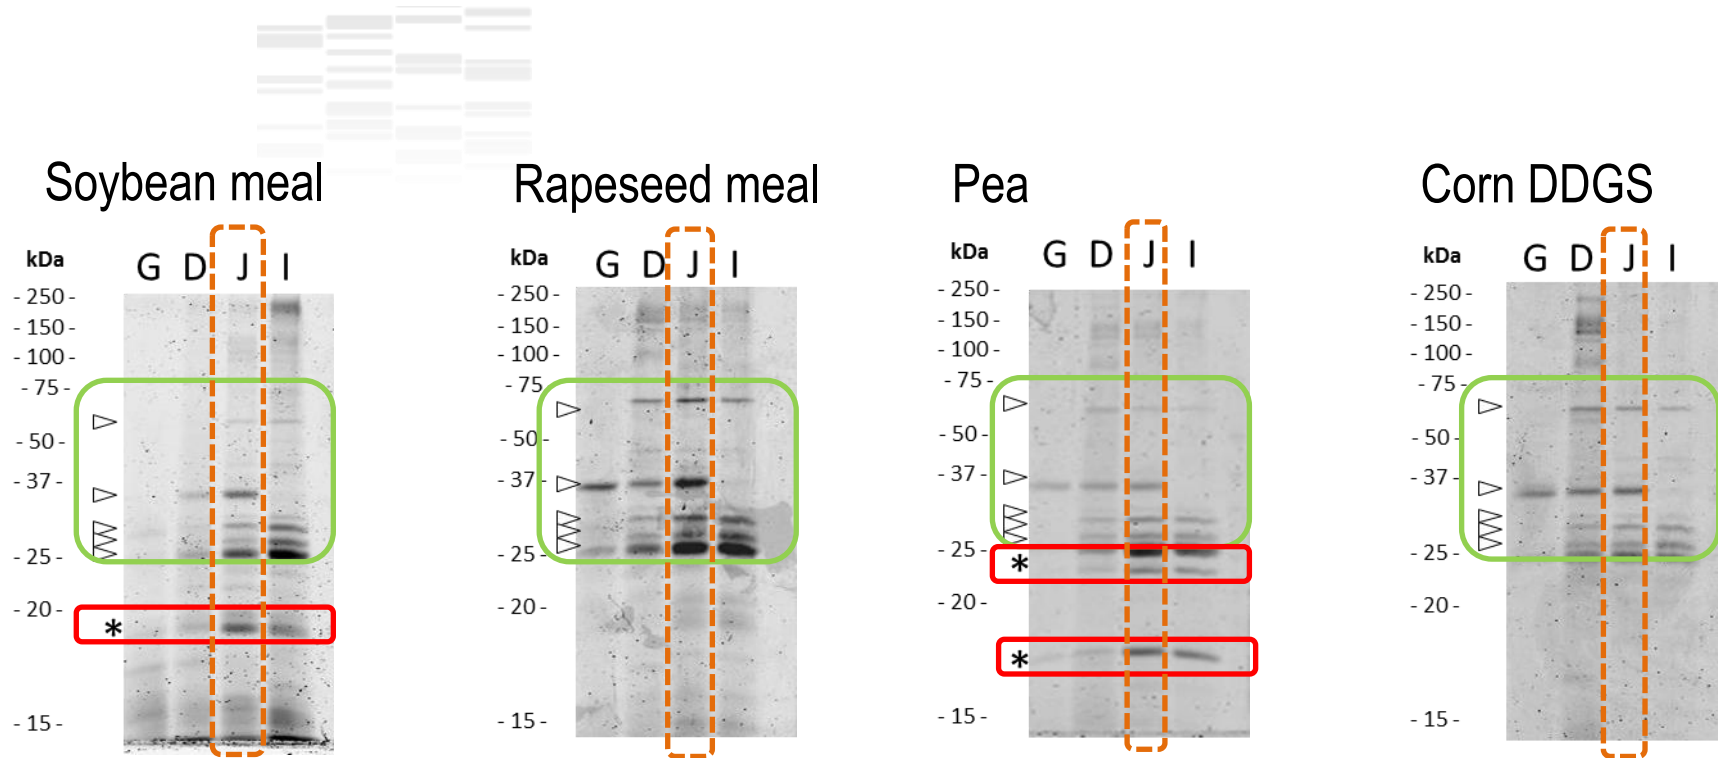 Soybean meal
kDa
G D J I
- 250 -
- 150 -
- 100 -
- 75 -
- 50 -
- 37 -
- 25 -
- 20 -
*
- 15 -
Rapeseed meal
kDa
G D J I
- 250 -
- 150 -
- 100 -
- 75
- 50 -
- 37 -
- 25 -
- 20 -
- 15 -
Pea
kDa
G D J I
- 250 -
- 150 -
- 100 -
- 75 -
- 50 -
- 37 -
- 25 -
*
- 20 -
*
- 15 -
Corn DDGS
kDa
G D J I
- 250 -
- 150 -
- 100 -
- 75 -
- 50 -
- 37 -
- 25 -
- 20 -
- 15 -